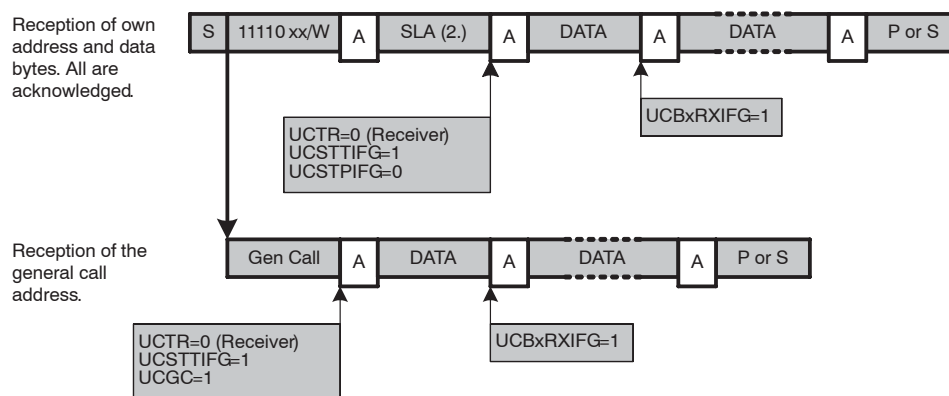 Reception of own
address and data
bytes. All are
acknowledged.
S 11110 xx/W A SLA (2.) A DATA A DATA A P or S
UCTR=0 (Receiver)
UCSTTIFG=1
UCSTPIFG=0
UCBxRXIFG=1
Reception of the
general call
address.
Gen Call A DATA A DATA A P or S
UCTR=0 (Receiver)
UCSTTIFG=1
UCGC=1
UCBxRXIFG=1